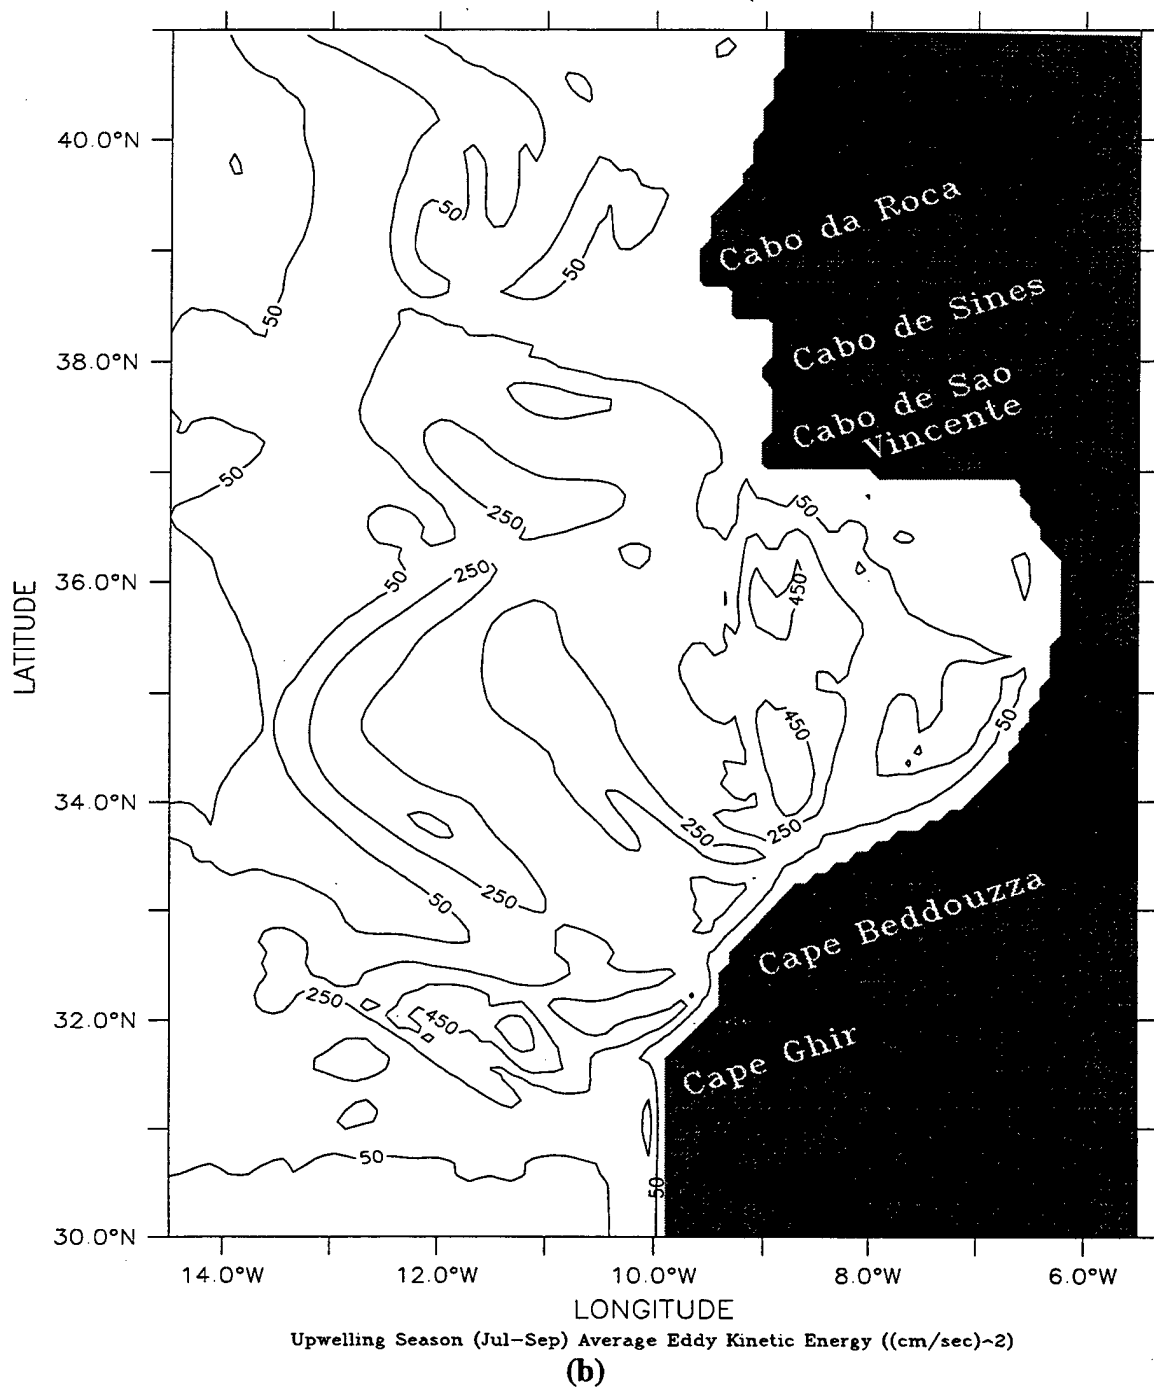 40.0°N
38.0°N
36.0°N
34.0°N
32.0°N
30.0°N
LATITUDE
14.0°W
12.0°W
10.0°W
8.0°W
6.0°W
LONGITUDE
Cabo da Roca
Cabo de Sines
Cabo de Sao
Vincente
Cape Beddouzza
Cape Ghir
50
50
50
50
50
250
50
250
450
450
50
250
250
250
50
250
450
50
50
Upwelling Season (Jul-Sep) Average Eddy Kinetic Energy ((cm/sec)~2)
(b)